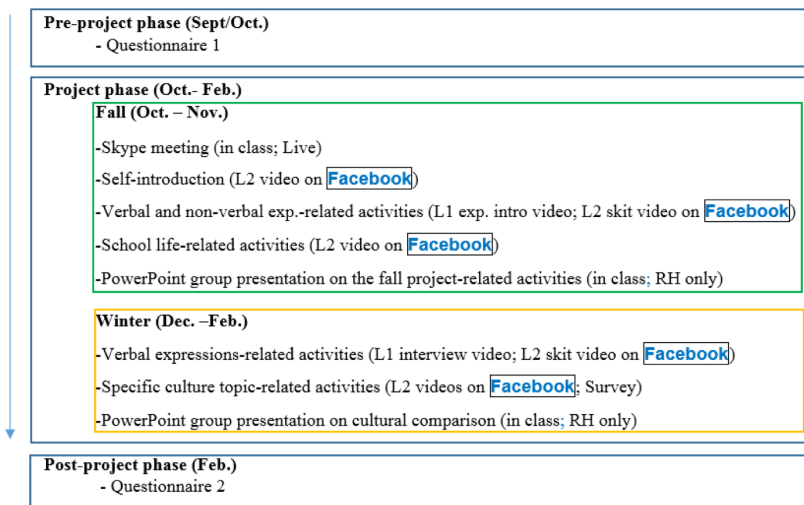 Pre-project phase (Sept/Oct.)
- Questionnaire 1
Project phase (Oct.- Feb.)
Fall (Oct. – Nov.)
-Skype meeting (in class; Live)
-Self-introduction (L2 video on Facebook)
-Verbal and non-verbal exp.-related activities (L1 exp. intro video; L2 skit video on Facebook)
-School life-related activities (L2 video on Facebook)
-PowerPoint group presentation on the fall project-related activities (in class; RH only)
Winter (Dec. –Feb.)
-Verbal expressions-related activities (L1 interview video; L2 skit video on Facebook)
-Specific culture topic-related activities (L2 videos on Facebook; Survey)
-PowerPoint group presentation on cultural comparison (in class; RH only)
Post-project phase (Feb.)
- Questionnaire 2